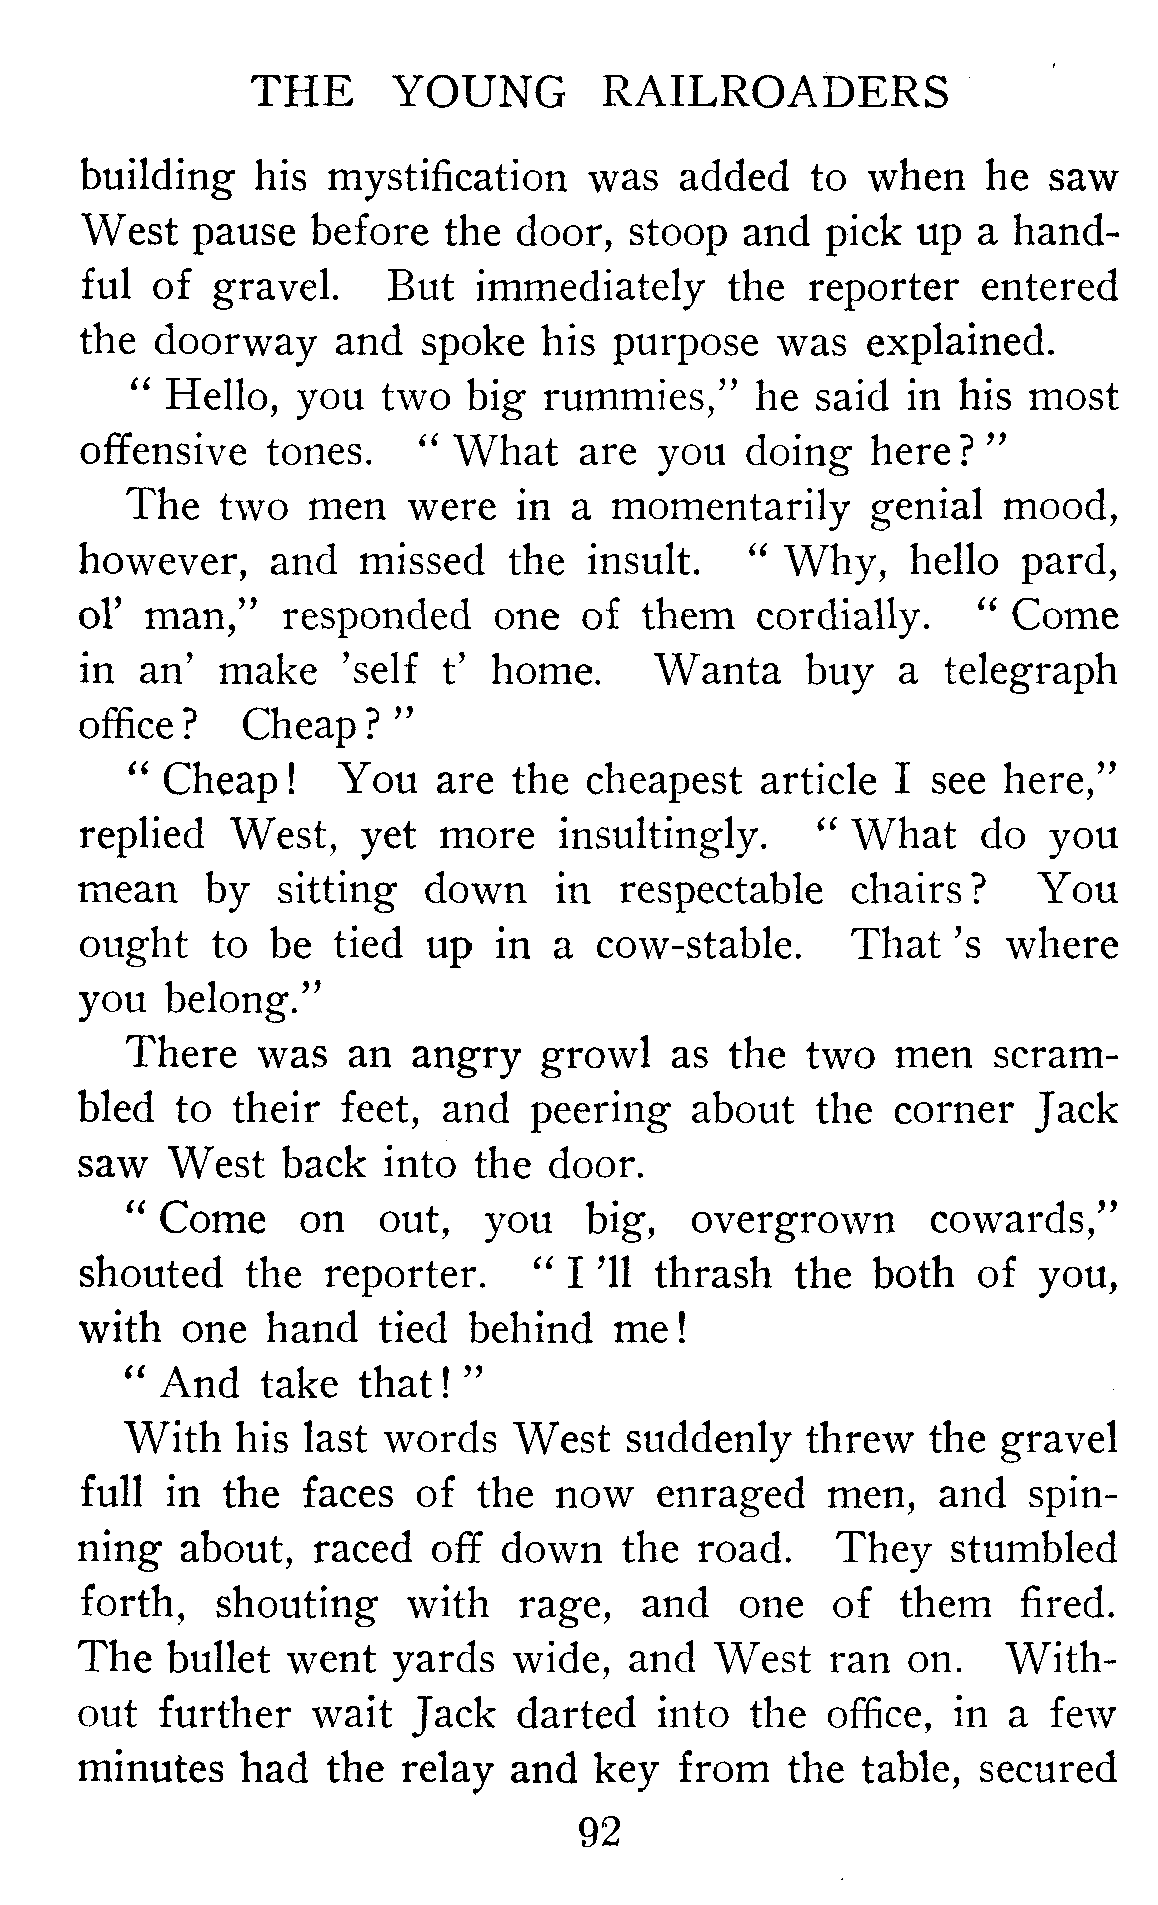 THE YOUNG RAILROADERS
building his mystification was added to when he saw
West pause before the door, stoop and pick up a hand-
ful of gravel. But immediately the reporter entered
the doorway and spoke his purpose was explained.
“ Hello, you two big rummies,” he said in his most
offensive tones. “ What are you doing here? ”
The two men were in a momentarily genial mood,
however, and missed the insult. “ Why, hello pard,
ol’ man,” responded one of them cordially. “ Come
in an’ make ’self t’ home. Wanta buy a telegraph
office? Cheap? ”
“ Cheap! You are the cheapest article I see here,”
replied West, yet more insultingly. “ What do you
mean by sitting down in respectable chairs? You
ought to be tied up in a cow-stable. That ’s where
you belong.”
There was an angry growl as the two men scram-
bled to their feet, and peering about the corner Jack
saw West back into the door.
“ Come on out, you big, overgrown cowards,”
shouted the reporter. “ I ’ll thrash the both of you,
with one hand tied behind me!
“ And take that! ”
With his last words West suddenly threw the gravel
full in the faces of the now enraged men, and spin-
ning about, raced off down the road. They stumbled
forth, shouting with rage, and one of them fired.
The bullet went yards wide, and West ran on. With-
out further wait Jack darted into the office, in a few
minutes had the relay and key from the table, secured
92